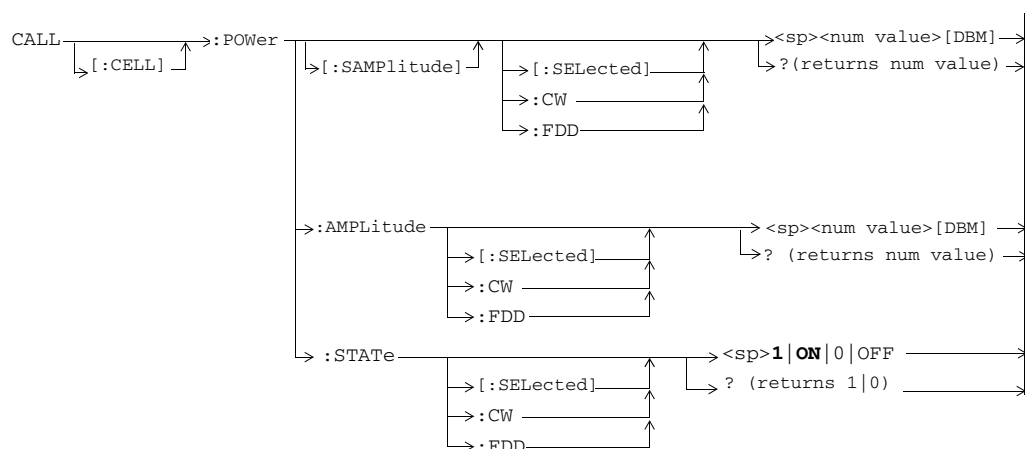 CALL :POWer <sp><num value>[DBM]
[:CELL] [:SAMPlitude] [:SELected] ?(returns num value)
:CW
:FDD
:AMPLitude <sp><num value>[DBM]
[:SELected] ? (returns num value)
:CW
:FDD
:STATe <sp>1|ON|0|OFF
[:SELected] ? (returns 1|0)
:CW
:FDD